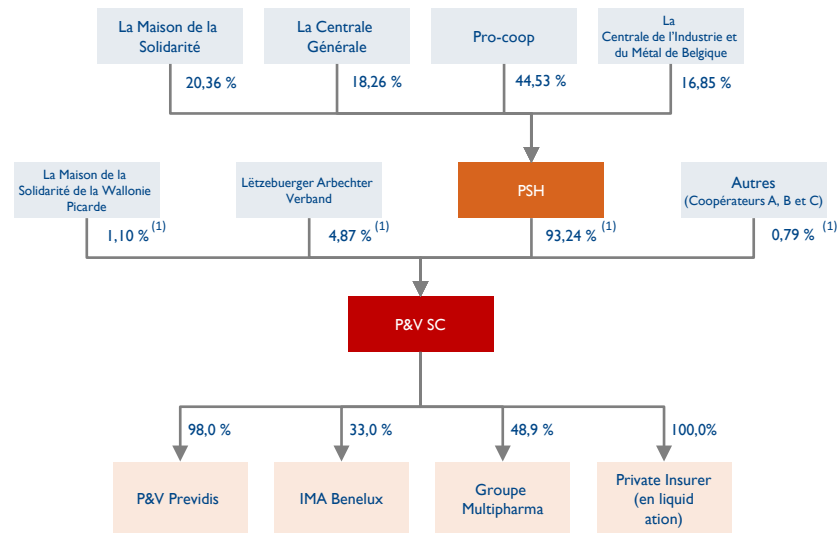 La Maison de la
Solidarité
La Centrale
Générale
Pro-coop
La
Centrale de l'Industrie et
du Métal de Belgique
20,36 %
18,26 %
44,53 %
16,85 %
La Maison de la
Solidarité de la Wallonie
Picarde
Lëtzebuerger Arbechter
Verband
PSH
Autres
(Coopérateurs A, B et C)
1,10 % (1)
4,87 % (1)
93,24 % (1)
0,79 % (1)
P&V SC
98,0 %
33,0 %
48,9 %
100,0%
P&V Previdis
IMA Benelux
Groupe
Multipharma
Private Insurer
(en liquid
ation)